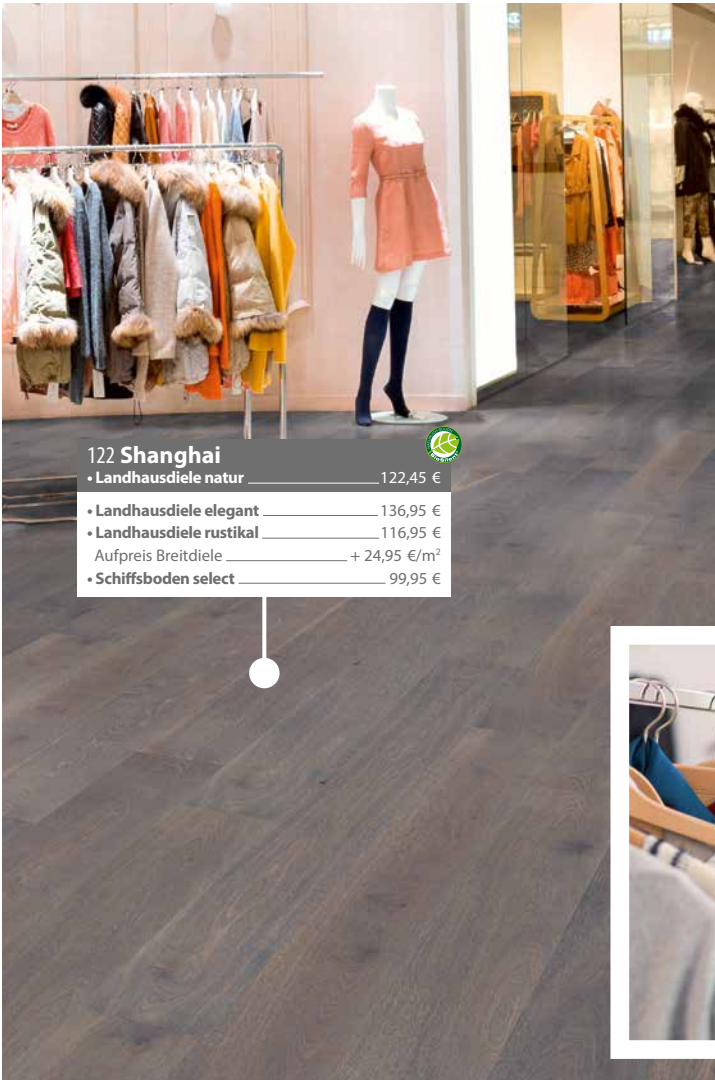 122 Shanghai
• Landhausdiele natur 122,45 €
• Landhausdiele elegant 136,95 €
• Landhausdiele rustikal 116,95 €
Aufpreis Breitdiele + 24,95 €/m²
• Schiffsboden select 99,95 €